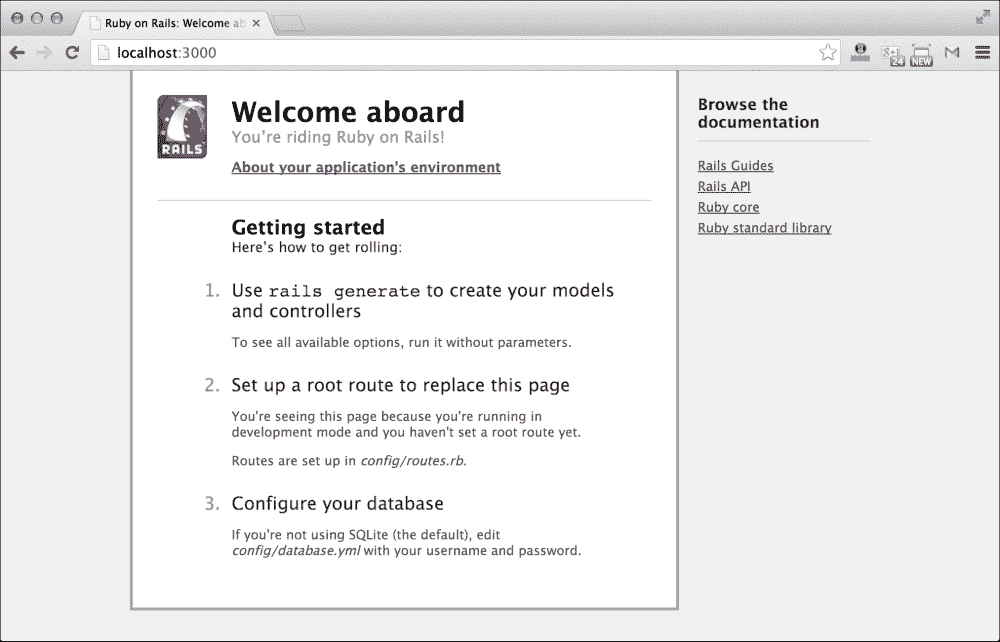 Ruby on Rails: Welcome ab
localhost:3000
24
NEW
RAILS
Welcome aboard
You're riding Ruby on Rails!
About your application's environment
Getting started
Here's how to get rolling:
1. Use rails generate to create your models
and controllers
To see all available options, run it without parameters.
2. Set up a root route to replace this page
You're seeing this page because you're running in
development mode and you haven't set a root route yet.
Routes are set up in config/routes.rb.
3. Configure your database
If you're not using SQLite (the default), edit
config/database.yml with your username and password.
Browse the
documentation
Rails Guides
Rails API
Ruby core
Ruby standard library